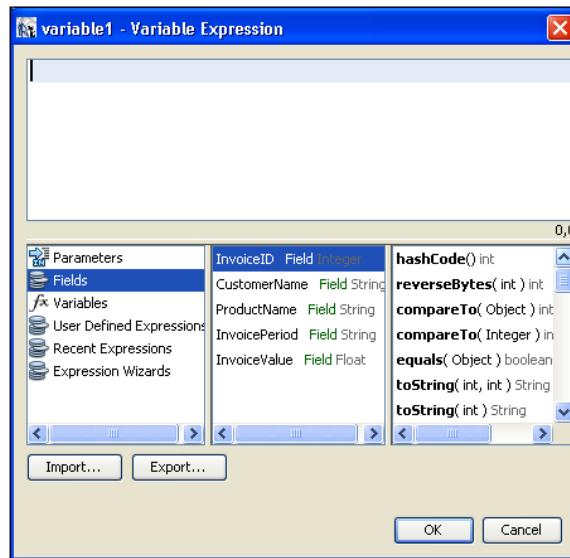 variable1 - Variable Expression
0,
Parameters
Fields
Variables
User Defined Expressions
Recent Expressions
Expression Wizards
InvoiceID Field Integer
CustomerName Field String
ProductName Field String
InvoicePeriod Field String
InvoiceValue Field Float
hashCode() int
reverseBytes( int ) int
compareTo( Object ) int
compareTo( Integer ) in
equals( Object ) boolean
toString( int, int ) String
toString( int ) String
Import... Export...
OK Cancel